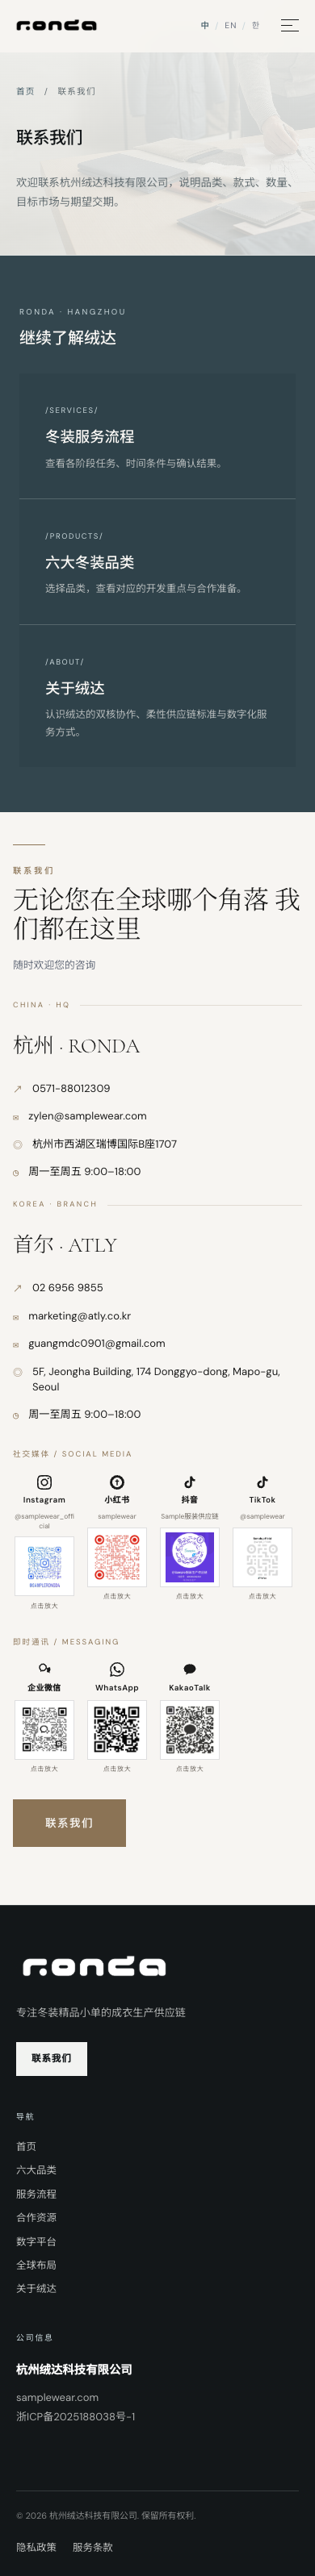 ronda
中 / EN / 한
首页 / 联系我们
联系我们
欢迎联系杭州绒达科技有限公司，说明品类、款式、数量、
目标市场与期望交期。
RONDA · HANGZHOU
继续了解绒达
/SERVICES/
冬装服务流程
查看各阶段任务、时间条件与确认结果。
/PRODUCTS/
六大冬装品类
选择品类，查看对应的开发重点与合作准备。
/ABOUT/
关于绒达
认识绒达的双核协作、柔性供应链标准与数字化服
务方式。
联系我们
无论您在全球哪个角落 我
们都在这里
随时欢迎您的咨询
CHINA · HQ
杭州 · RONDA
0571-88012309
zylen@samplewear.com
杭州市西湖区瑞博国际B座1707
周一至周五 9:00–18:00
KOREA · BRANCH
首尔 · ATLY
02 6956 9855
marketing@atly.co.kr
guangmdc0901@gmail.com
5F, Jeongha Building, 174 Donggyo-dong, Mapo-gu,
Seoul
周一至周五 9:00–18:00
社交媒体 / SOCIAL MEDIA
Instagram 小红书 抖音 TikTok
@samplewear_offi
cial
samplewear Sample服装供应链 @samplewear
点击放大 点击放大 点击放大 点击放大
即时通讯 / MESSAGING
企业微信 WhatsApp KakaoTalk
点击放大 点击放大 点击放大
联系我们
ronda
专注冬装精品小单的成衣生产供应链
联系我们
导航
首页
六大品类
服务流程
合作资源
数字平台
全球布局
关于绒达
公司信息
杭州绒达科技有限公司
samplewear.com
浙ICP备2025188038号-1
© 2026 杭州绒达科技有限公司. 保留所有权利.
隐私政策 服务条款